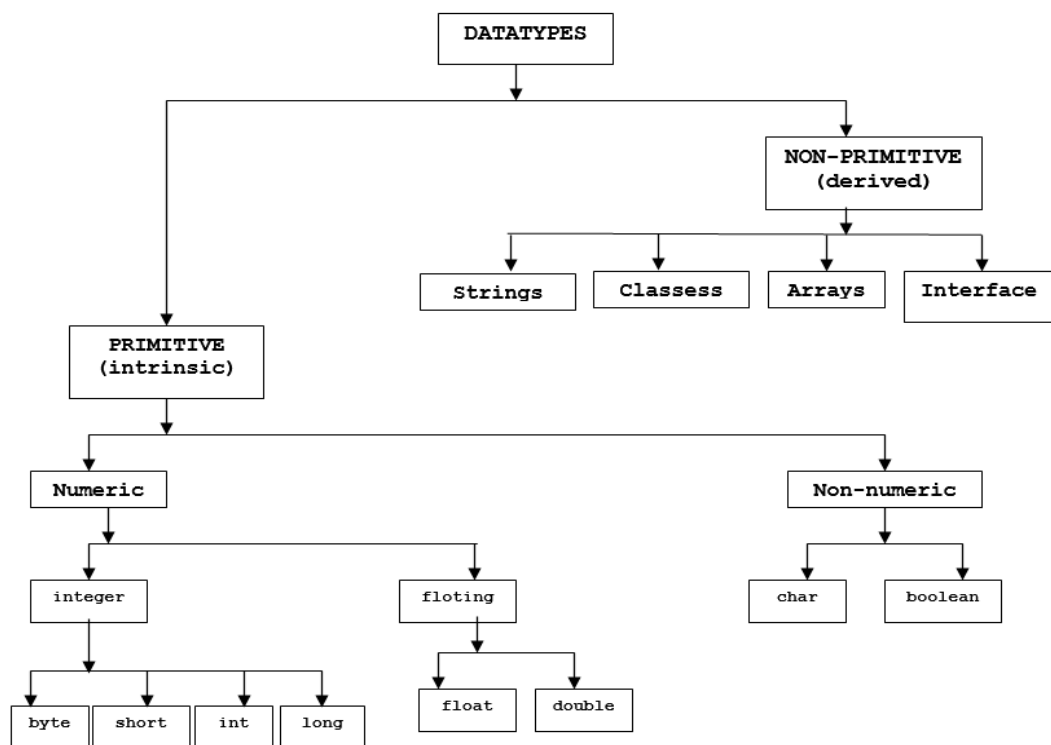 DATATYPES
NON-PRIMITIVE
(derived)
Strings
Classess
Arrays
Interface
PRIMITIVE
(intrinsic)
Numeric
Non-numeric
integer
floting
char
boolean
byte
short
int
long
float
double